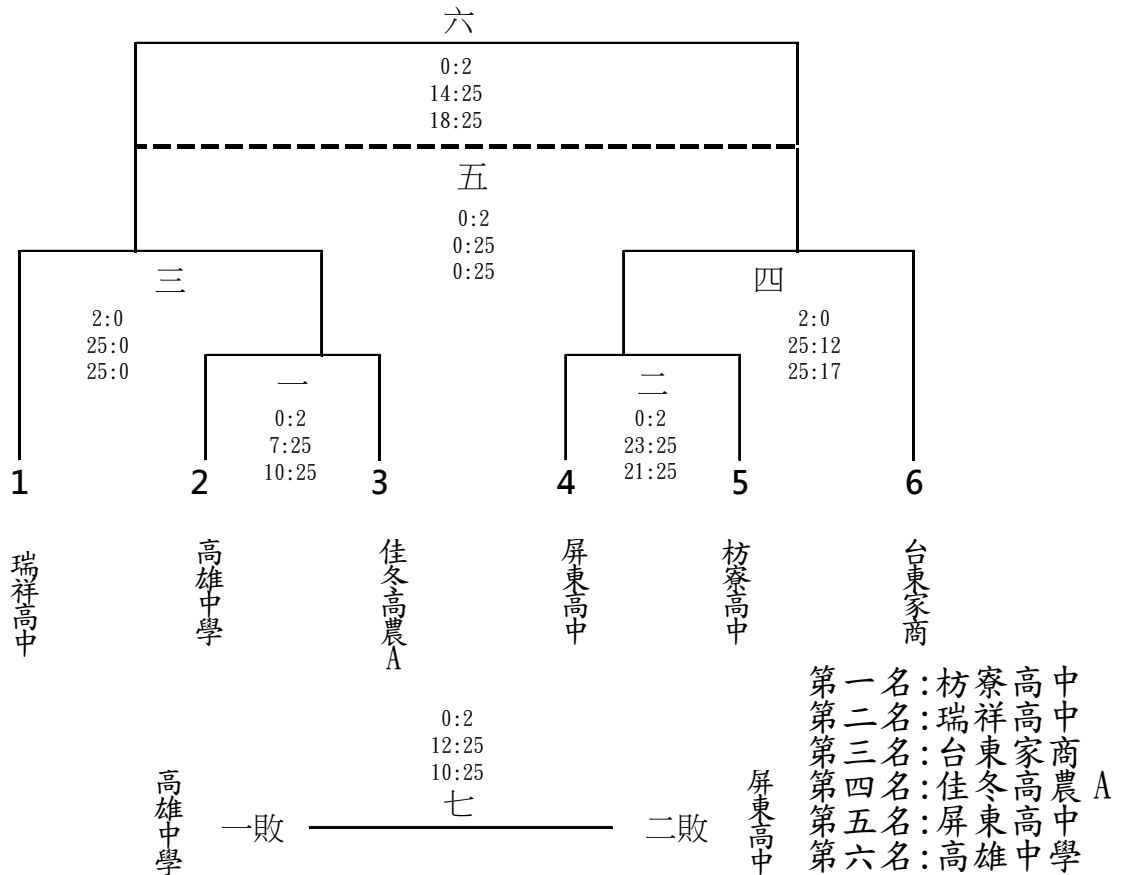 六
0:2
14:25
18:25
五
0:2
0:25
0:25
三
2:0
25:0
25:0
四
2:0
25:12
25:17
一
0:2
7:25
10:25
二
0:2
23:25
21:25
1
2
3
4
5
6
瑞祥高中
高雄中學
佳冬高農A
屏東高中
枋寮高中
台東家商
0:2
12:25
10:25
七
高雄中學
一敗
二敗
屏東高中
第一名:枋寮高中
第二名:瑞祥高中
第三名:台東家商
第四名:佳冬高農A
第五名:屏東高中
第六名:高雄中學